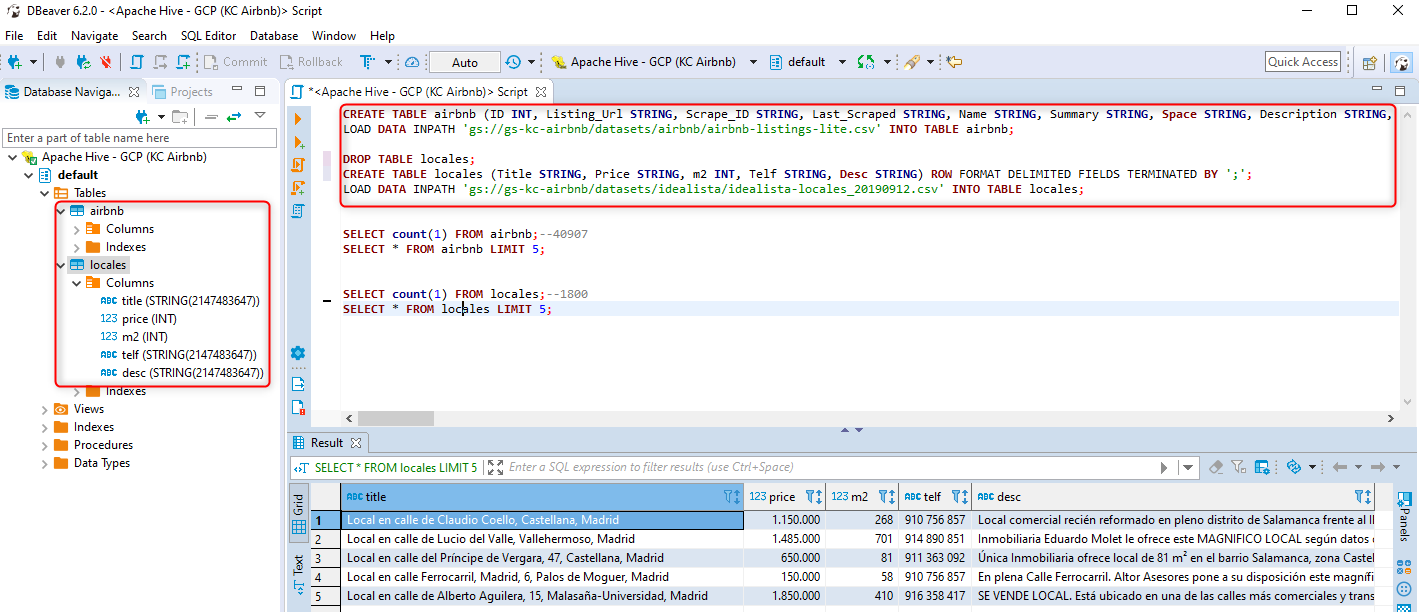 DBeaver 6.2.0 - <Apache Hive - GCP (KC Airbnb)> Script
File Edit Navigate Search SQL Editor Database Window Help
Commit Rollback Auto Apache Hive - GCP (KC Airbnb) default Quick Access
Database Naviga... Projects
Enter a part of table name here
Apache Hive - GCP (KC Airbnb)
default
Tables
airbnb
Columns
Indexes
locales
Columns
ABC title (STRING(2147483647))
123 price (INT)
123 m2 (INT)
ABC telf (STRING(2147483647))
ABC desc (STRING(2147483647))
Indexes
Views
Indexes
Procedures
Data Types
*<Apache Hive - GCP (KC Airbnb)> Script
CREATE TABLE airbnb (ID INT, Listing_Url STRING, Scrape_ID STRING, Last_Scraped STRING, Name STRING, Summary STRING, Space STRING, Description STRING,
LOAD DATA INPATH 'gs://gs-kc-airbnb/datasets/airbnb/airbnb-listings-lite.csv' INTO TABLE airbnb;
DROP TABLE locales;
CREATE TABLE locales (Title STRING, Price STRING, m2 INT, Telf STRING, Desc STRING) ROW FORMAT DELIMITED FIELDS TERMINATED BY ';';
LOAD DATA INPATH 'gs://gs-kc-airbnb/datasets/idealista/idealista-locales_20190912.csv' INTO TABLE locales;
SELECT count(1) FROM airbnb;--40907
SELECT * FROM airbnb LIMIT 5;
SELECT count(1) FROM locales;--1800
SELECT * FROM locales LIMIT 5;
Result
SELECT * FROM locales LIMIT 5 Enter a SQL expression to filter results (use Ctrl+Space)
Grid
Text
Panels
ABC title 123 price 123 m2 ABC telf ABC desc
1 Local en calle de Claudio Coello, Castellana, Madrid 1.150.000 268 910 756 857 Local comercial recién reformado en pleno distrito de Salamanca frente al
2 Local en calle de Lucio del Valle, Vallehermoso, Madrid 1.485.000 701 914 890 851 Inmobiliaria Eduardo Molet le ofrece este MAGNIFICO LOCAL según datos
3 Local en calle del Príncipe de Vergara, 47, Castellana, Madrid 650.000 81 911 363 092 Única Inmobiliaria ofrece local de 81 m² en el barrio Salamanca, zona Castel
4 Local en calle Ferrocarril, Madrid, 6, Palos de Moguer, Madrid 150.000 58 910 756 857 En plena Calle Ferrocarril. Altor Asesores pone a su disposición este magnífi
5 Local en calle de Alberto Aguilera, 15, Malasaña-Universidad, Madrid 1.850.000 410 916 358 417 SE VENDE LOCAL. Está ubicado en una de las calles más comerciales y trans